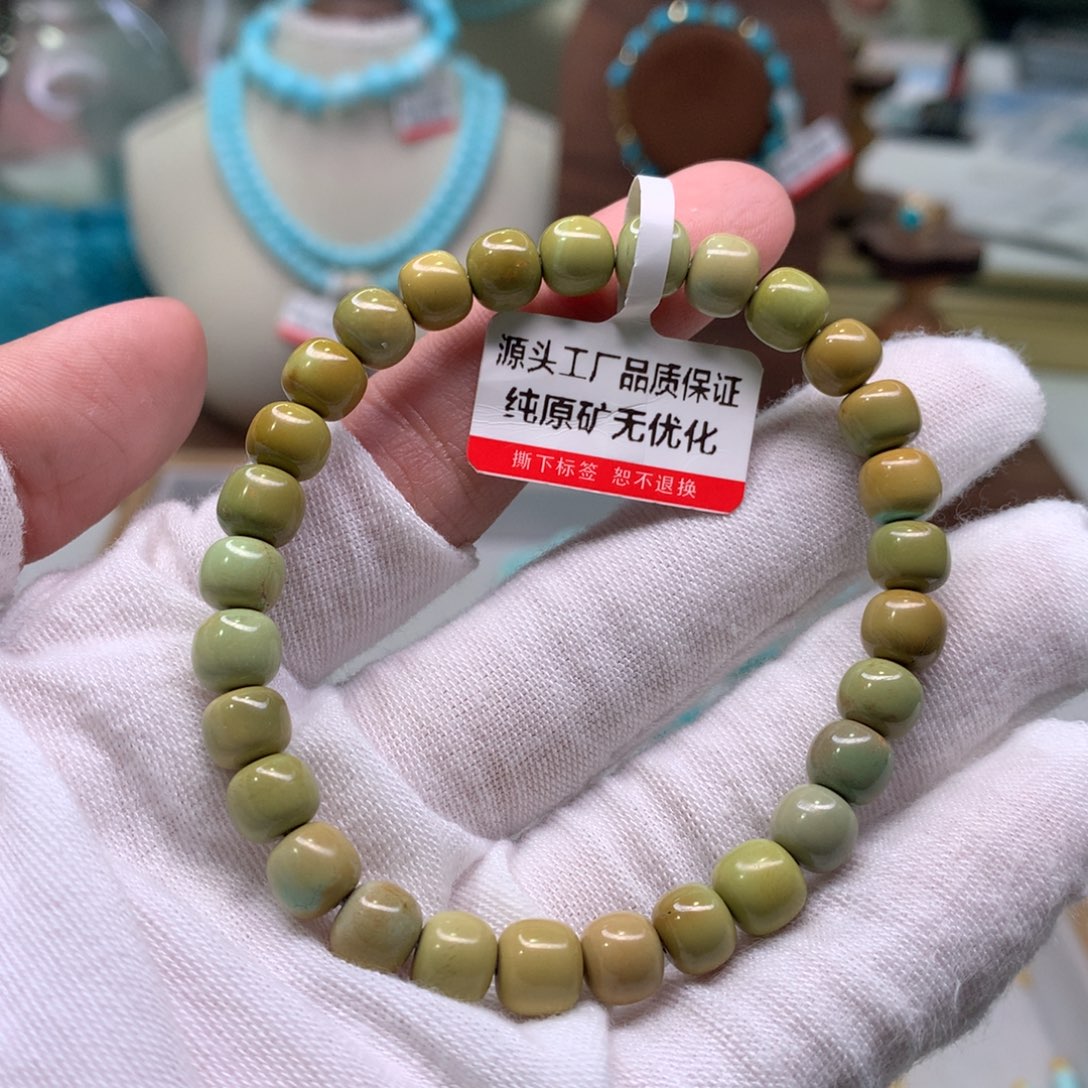 源头工厂品质保证
纯原矿无优化
撕下标签 恕不退换